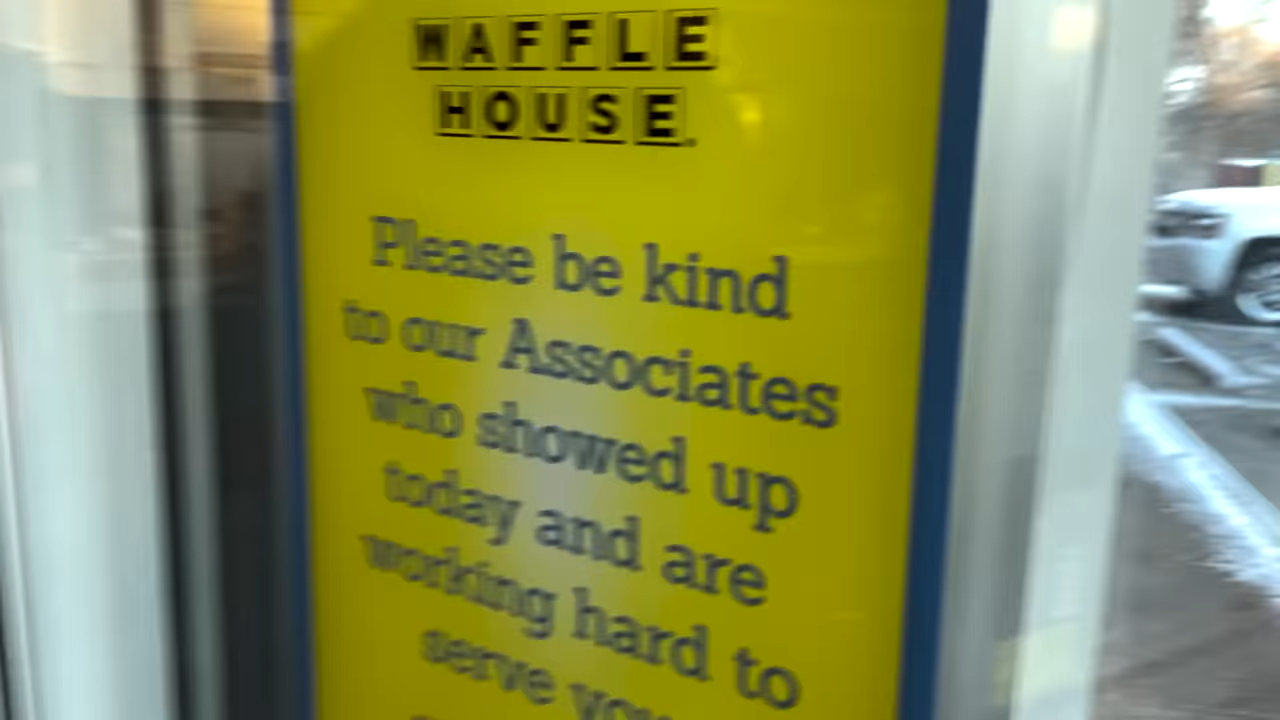 WAFFLE
HOUSE.
Please be kind
to our Associates
who showed up
today and are
working hard to
serve you